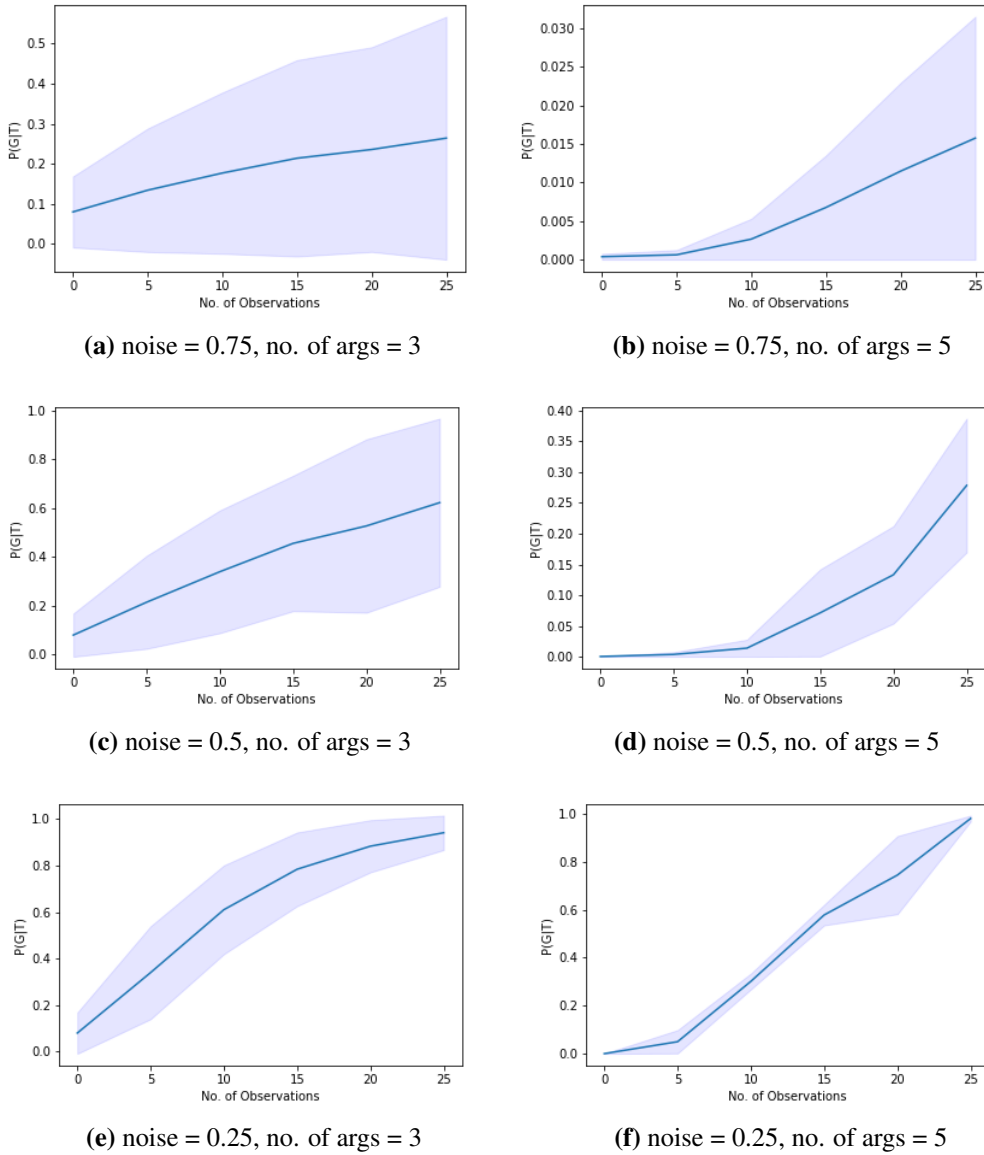 0.5
0.4
0.3
0.2
0.1
0.0
P(G|T)
0 5 10 15 20 25
No. of Observations
(a) noise = 0.75, no. of args = 3
0.030
0.025
0.020
0.015
0.010
0.005
0.000
P(G|T)
0 5 10 15 20 25
No. of Observations
(b) noise = 0.75, no. of args = 5
1.0
0.8
0.6
0.4
0.2
0.0
P(G|T)
0 5 10 15 20 25
No. of Observations
(c) noise = 0.5, no. of args = 3
0.40
0.35
0.30
0.25
0.20
0.15
0.10
0.05
0.00
P(G|T)
0 5 10 15 20 25
No. of Observations
(d) noise = 0.5, no. of args = 5
1.0
0.8
0.6
0.4
0.2
0.0
P(G|T)
0 5 10 15 20 25
No. of Observations
(e) noise = 0.25, no. of args = 3
1.0
0.8
0.6
0.4
0.2
0.0
P(G|T)
0 5 10 15 20 25
No. of Observations
(f) noise = 0.25, no. of args = 5